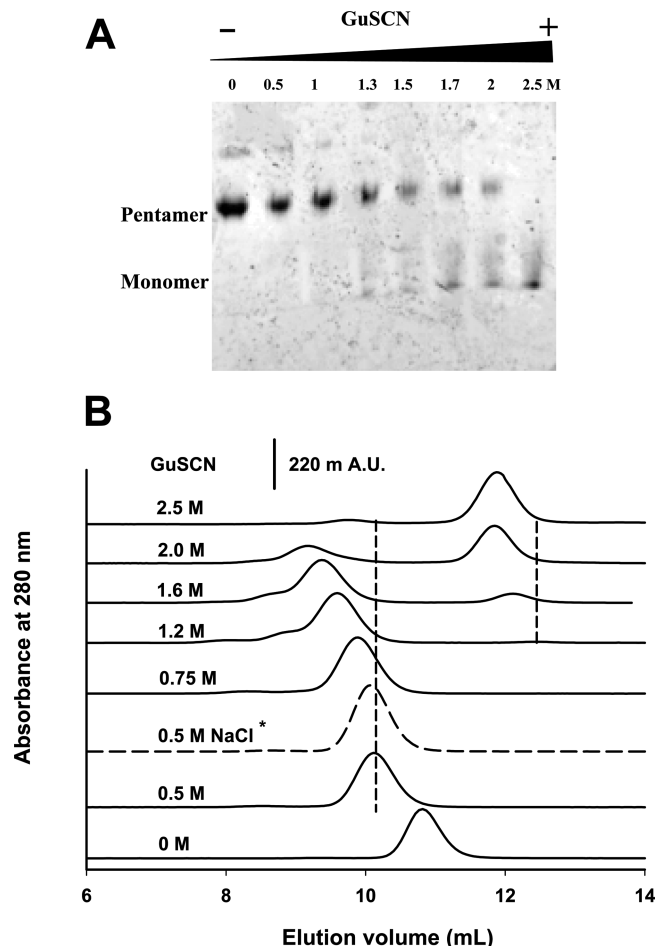 A
GuSCN
− +
0 0.5 1 1.3 1.5 1.7 2 2.5 M
Pentamer
Monomer
B
GuSCN
220 m A.U.
2.5 M
2.0 M
1.6 M
1.2 M
0.75 M
0.5 M NaCl *
0.5 M
0 M
Absorbance at 280 nm
6 8 10 12 14
Elution volume (mL)